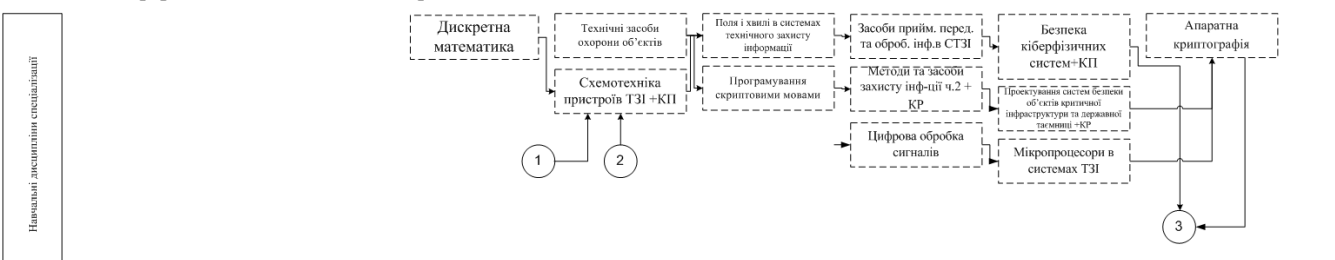 Навчальні дисципліни спеціалізації
Дискретна
математика
Технічні засоби
охорони об’єктів
Схемотехніка
пристроїв ТЗІ +КП
Поля і хвилі в системах
технічного захисту
інформації
Програмування
скриптовими мовами
Засоби прийм. перед.
та оброб. інф.в СТЗІ
Методи та засоби
захисту інф-ції ч.2 +
КР
Цифрова обробка
сигналів
Безпека
кіберфізичних
систем+КП
Проектування систем безпеки
об’єктів критичної
інфраструктури та державної
таємниці +КР
Мікропроцесори в
системах ТЗІ
Апаратна
криптографія
1
2
3